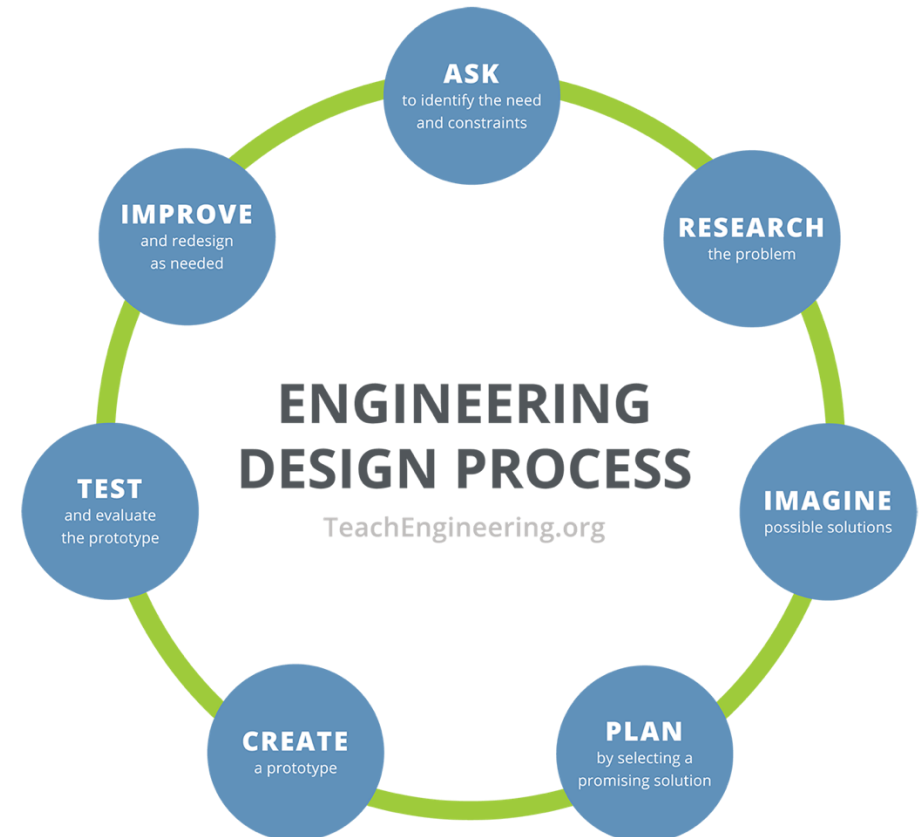 ENGINEERING
DESIGN PROCESS
TeachEngineering.org
ASK
to identify the need
and constraints
RESEARCH
the problem
IMAGINE
possible solutions
PLAN
by selecting a
promising solution
CREATE
a prototype
TEST
and evaluate
the prototype
IMPROVE
and redesign
as needed